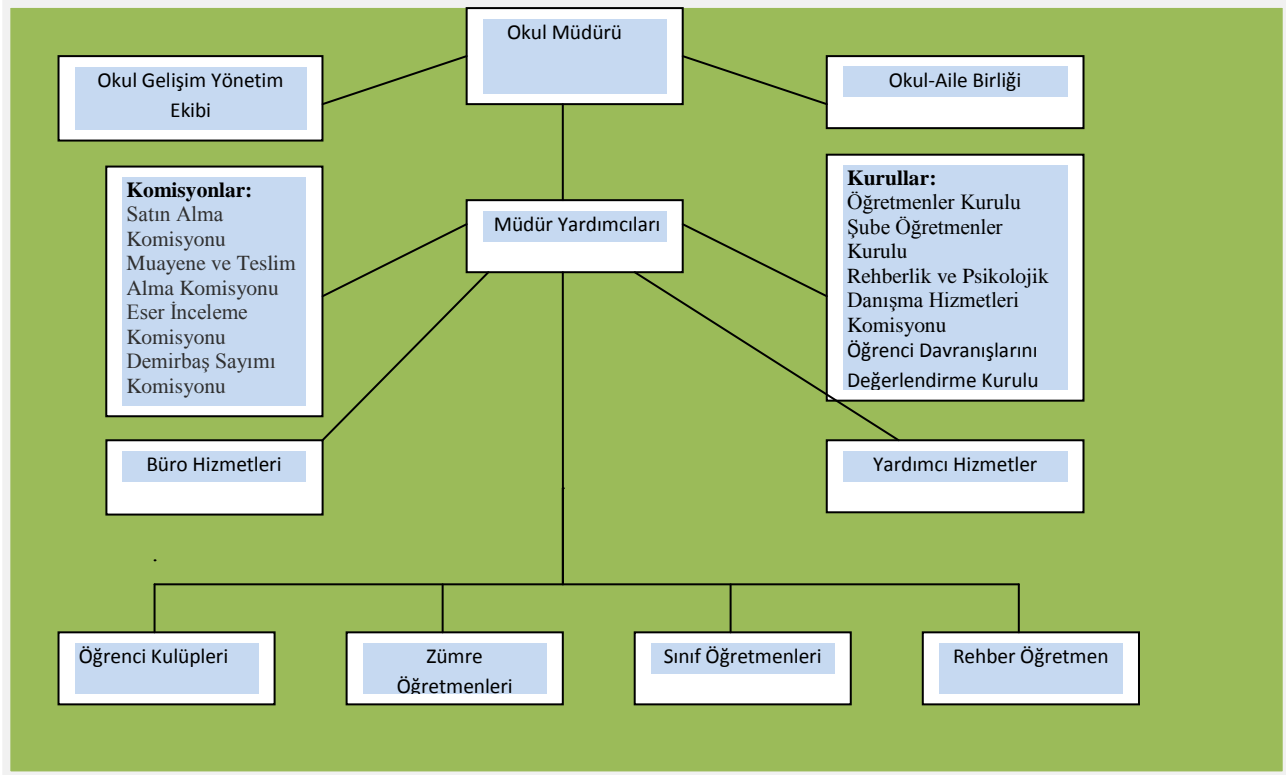 Okul Müdürü
Okul Gelişim Yönetim
Ekibi
Okul-Aile Birliği
Komisyonlar:
Satın Alma
Komisyonu
Muayene ve Teslim
Alma Komisyonu
Eser İnceleme
Komisyonu
Demirbaş Sayımı
Komisyonu
Müdür Yardımcıları
Kurullar:
Öğretmenler Kurulu
Şube Öğretmenler
Kurulu
Rehberlik ve Psikolojik
Danışma Hizmetleri
Komisyonu
Öğrenci Davranışlarını
Değerlendirme Kurulu
Büro Hizmetleri
Yardımcı Hizmetler
Öğrenci Kulüpleri
Zümre
Öğretmenleri
Sınıf Öğretmenleri
Rehber Öğretmen